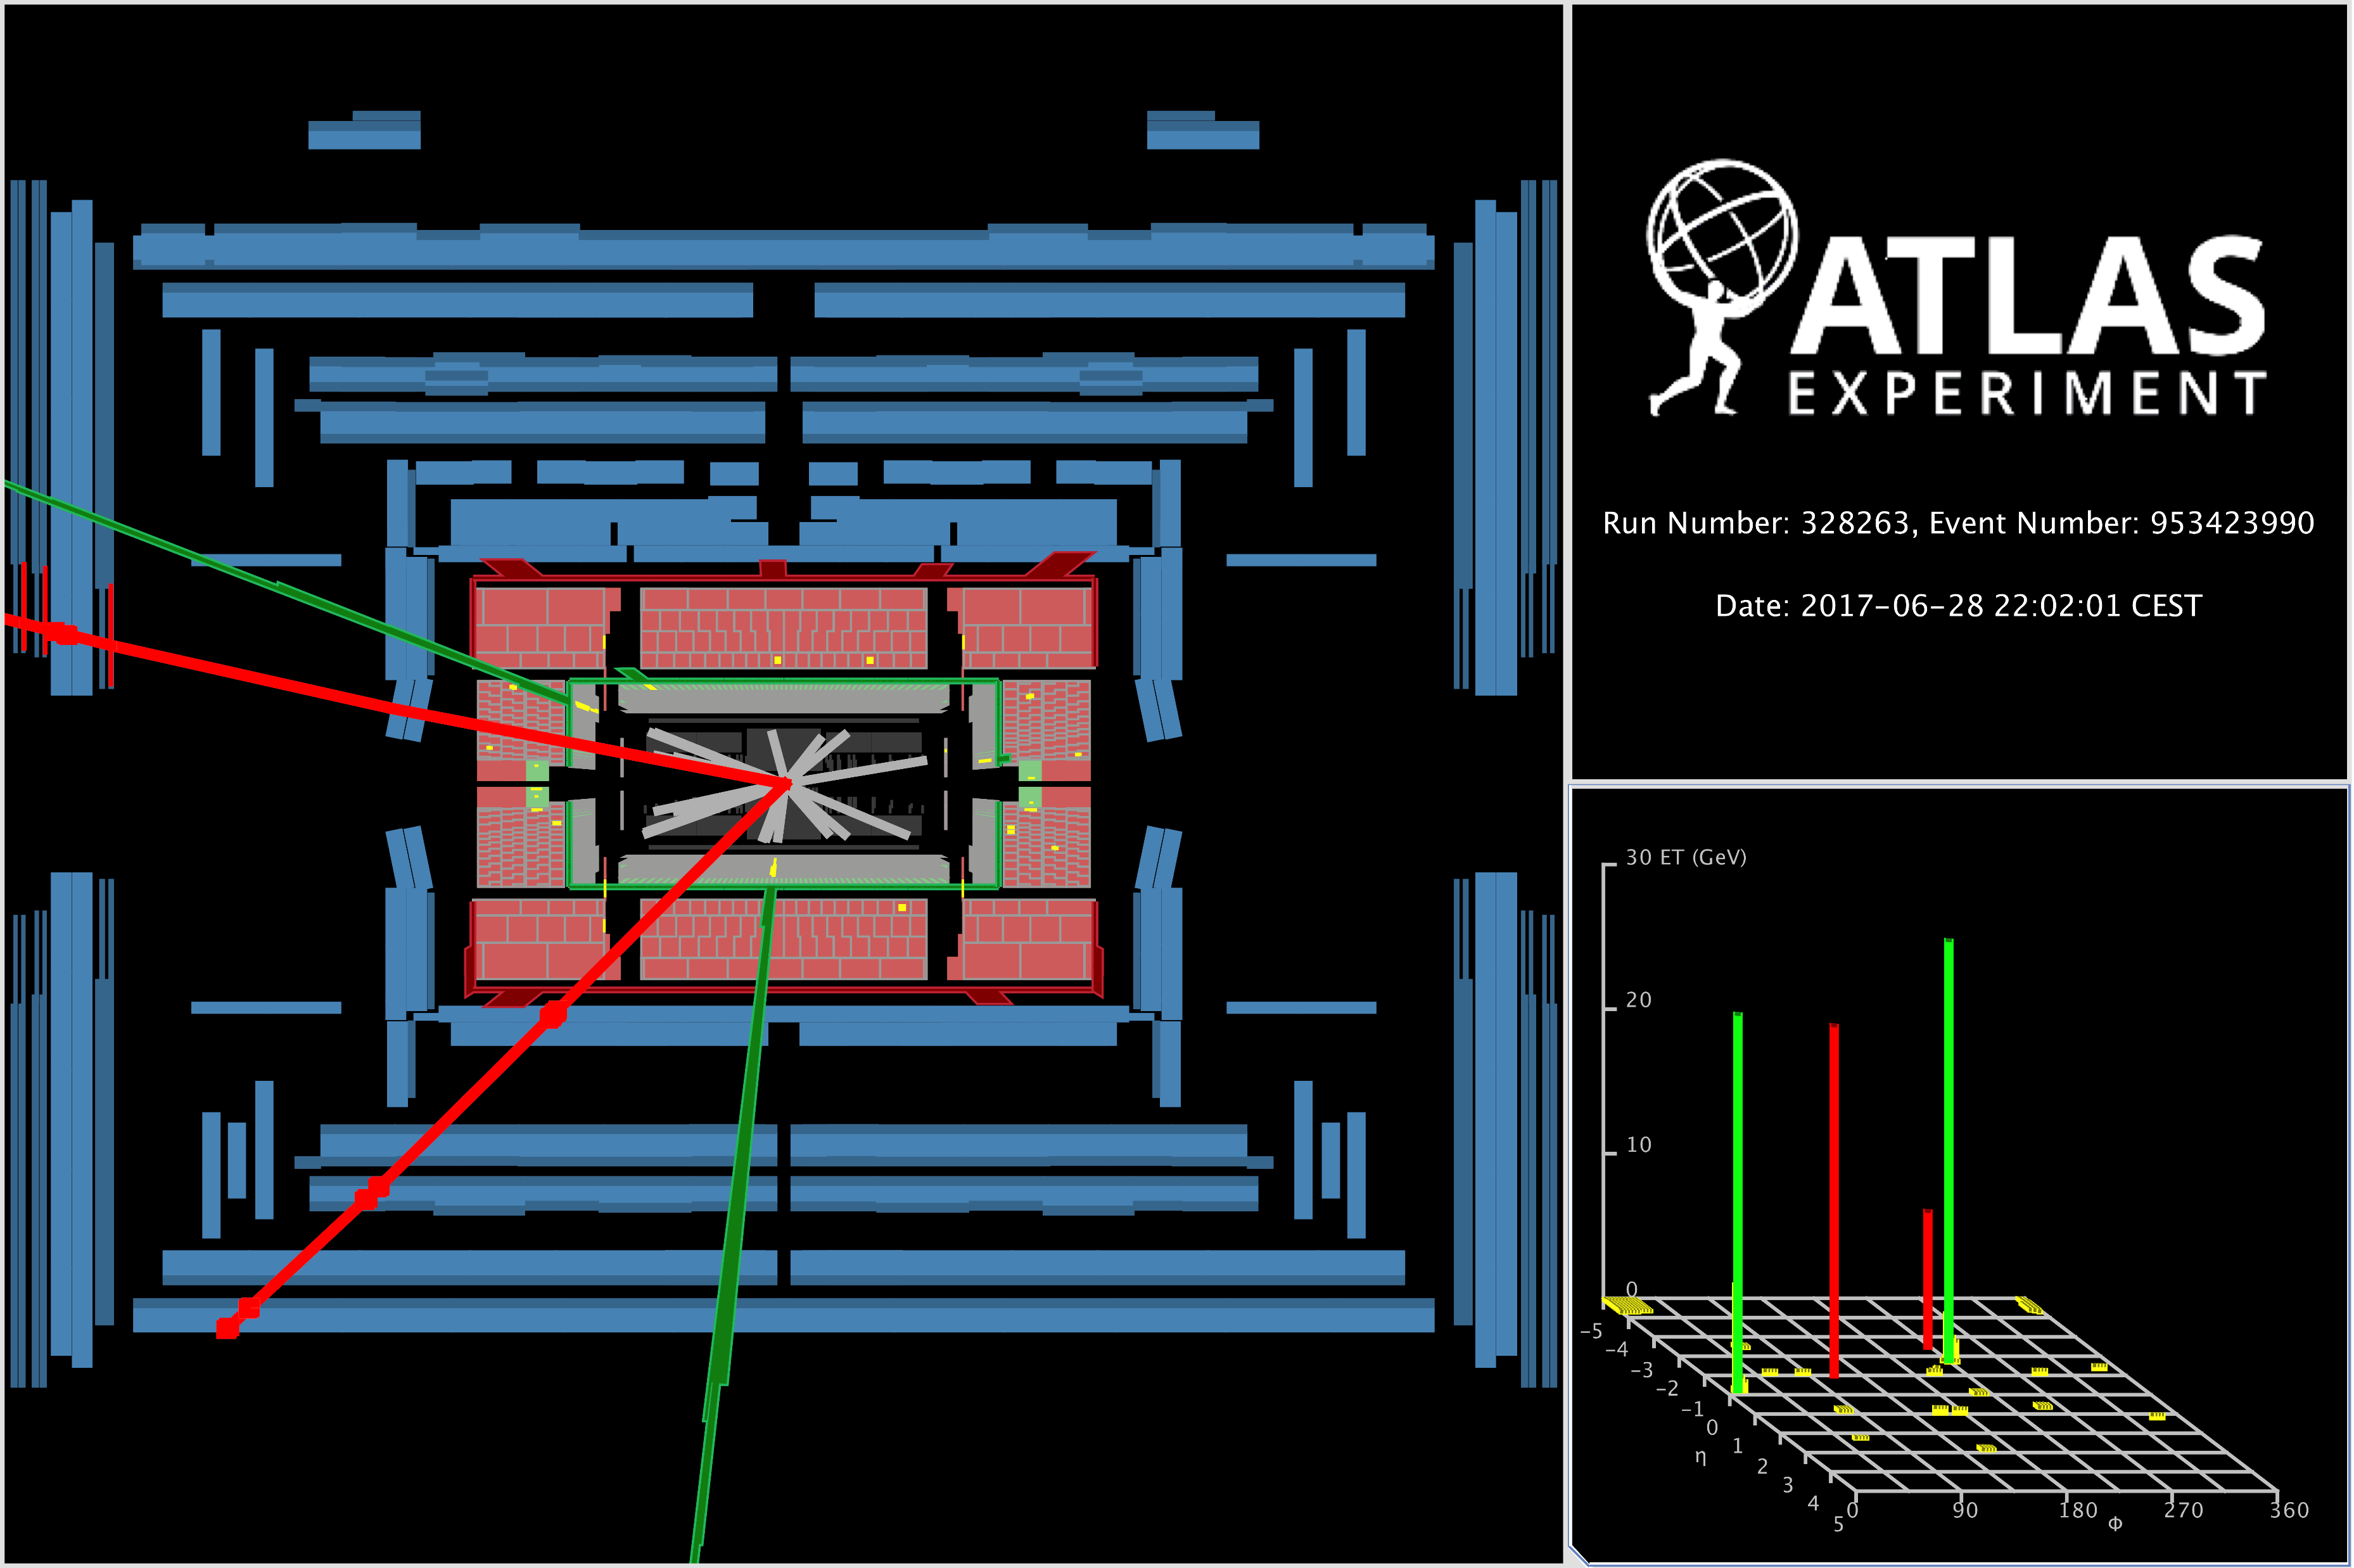 ATLAS
EXPERIMENT
Run Number: 328263, Event Number: 953423990
Date: 2017-06-28 22:02:01 CEST
30 ET (GeV)
20
10
0
-5
-4
-3
-2
-1
0
η
1
2
3
4
5
0
90
180
Φ
270
360